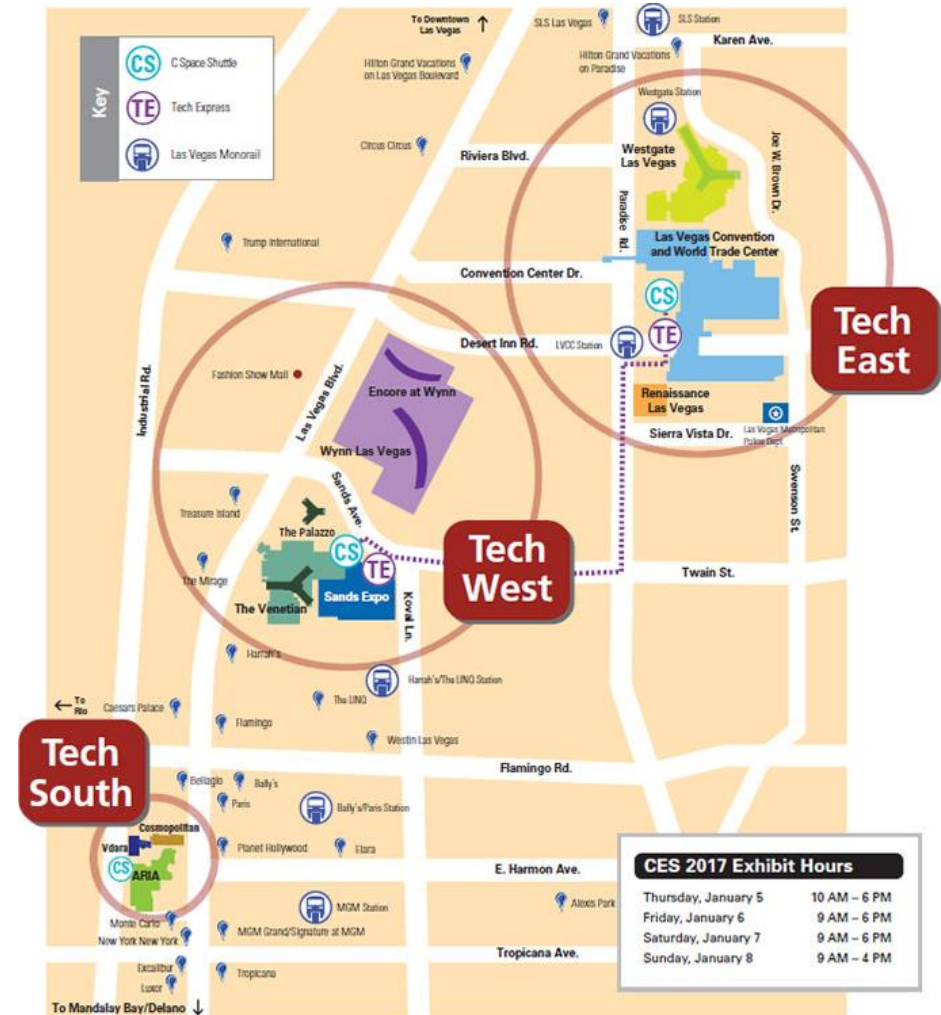 To Downtown
Las Vegas
SLS Las Vegas
SLS Station
Karen Ave.
Key
CS
C Space Shuttle
TE
Tech Express
Las Vegas Monorail
Hilton Grand Vacations
on Las Vegas Boulevard
Hilton Grand Vacations
on Paradise
Westgate Station
Circus Circus
Riviera Blvd.
Westgate
Las Vegas
Joe W. Brown Dr.
Paradise Rd.
Trump International
Las Vegas Convention
and World Trade Center
Convention Center Dr.
CS
TE
Tech
East
Desert Inn Rd.
LVCC Station
Industrial Rd.
Fashion Show Mall
Las Vegas Blvd.
Encore at Wynn
Renaissance
Las Vegas
Sierra Vista Dr.
Las Vegas Metropolitan
Police Dept.
Wynn Las Vegas
Swenson St.
Treasure Island
Sands Ave.
The Palazzo
CS
TE
Tech
West
The Mirage
Twain St.
The Venetian
Sands Expo
Koval Ln.
Harrah's
Harrah's/The LINQ Station
To
Rio
Caesars Palace
The LINQ
Flamingo
Westin Las Vegas
Tech
South
Flamingo Rd.
Bellagio
Bally's
Paris
Bally's/Paris Station
Cosmopolitan
Vdara
CS
ARIA
Planet Hollywood
Elara
E. Harmon Ave.
Alexis Park
Monte Carlo
MGM Station
New York New York
MGM Grand/Signature at MGM
Tropicana Ave.
Excalibur
Tropicana
Luxor
To Mandalay Bay/Delano
CES 2017 Exhibit Hours
Thursday, January 5 10 AM – 6 PM
Friday, January 6 9 AM – 6 PM
Saturday, January 7 9 AM – 6 PM
Sunday, January 8 9 AM – 4 PM